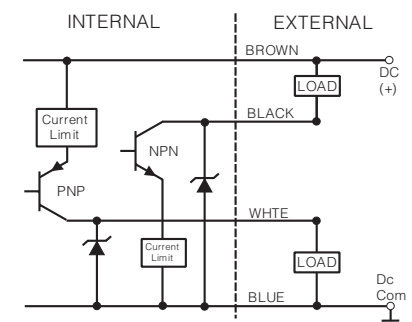 INTERNAL
EXTERNAL
BROWN
DC
(+)
LOAD
Current
Limit
BLACK
NPN
PNP
WHTE
Current
Limit
LOAD
Dc
Com
BLUE